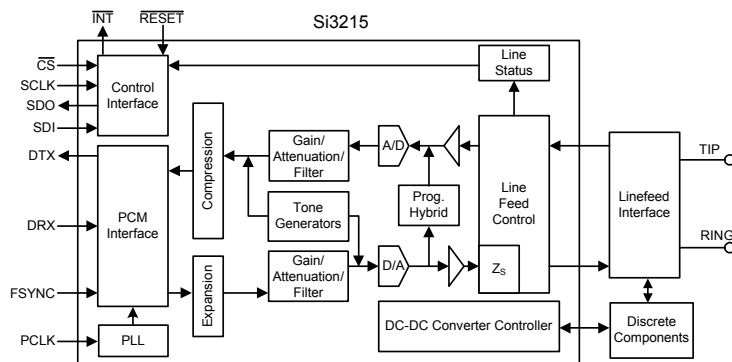 Si3215
INT
RESET
CS
SCLK
SDO
SDI
DTX
DRX
FSYNC
PCLK
Control
Interface
PCM
Interface
PLL
Compression
Expansion
Gain/
Attenuation/
Filter
Tone
Generators
Gain/
Attenuation/
Filter
A/D
Prog.
Hybrid
D/A
Line
Status
Line
Feed
Control
ZS
DC-DC Converter Controller
Linefeed
Interface
Discrete
Components
TIP
RING